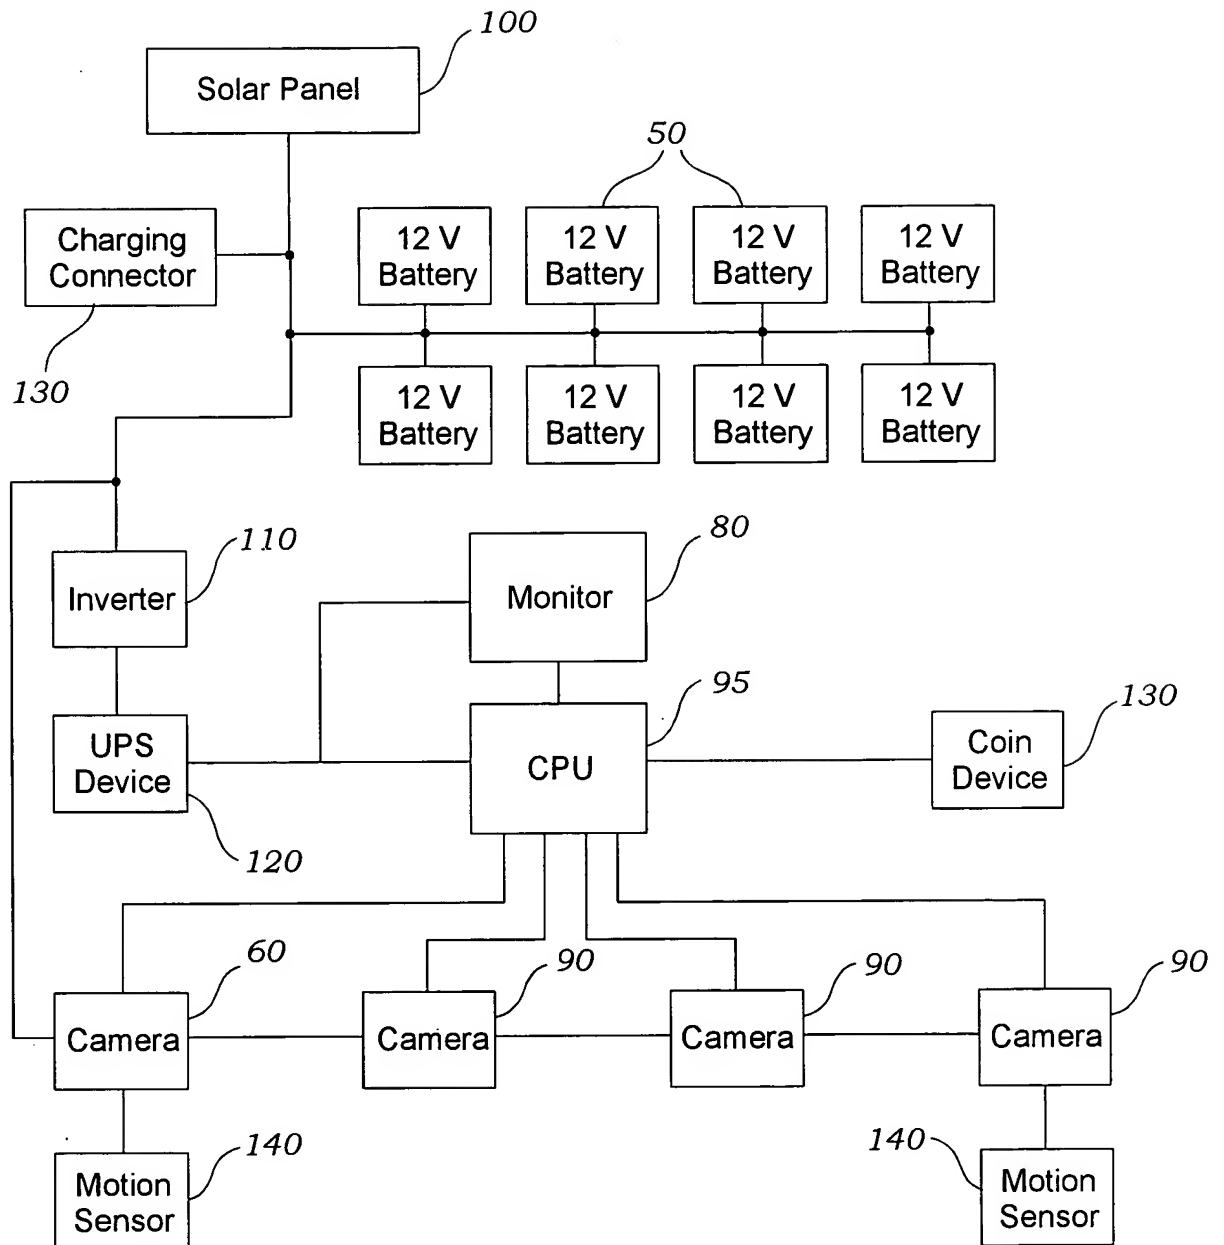 100
Solar Panel
50
Charging
Connector
12 V
Battery
12 V
Battery
12 V
Battery
12 V
Battery
130
12 V
Battery
12 V
Battery
12 V
Battery
12 V
Battery
110
80
Inverter
Monitor
95
130
UPS
Device
CPU
Coin
Device
120
60
90
90
90
Camera
Camera
Camera
Camera
140
140
Motion
Sensor
Motion
Sensor